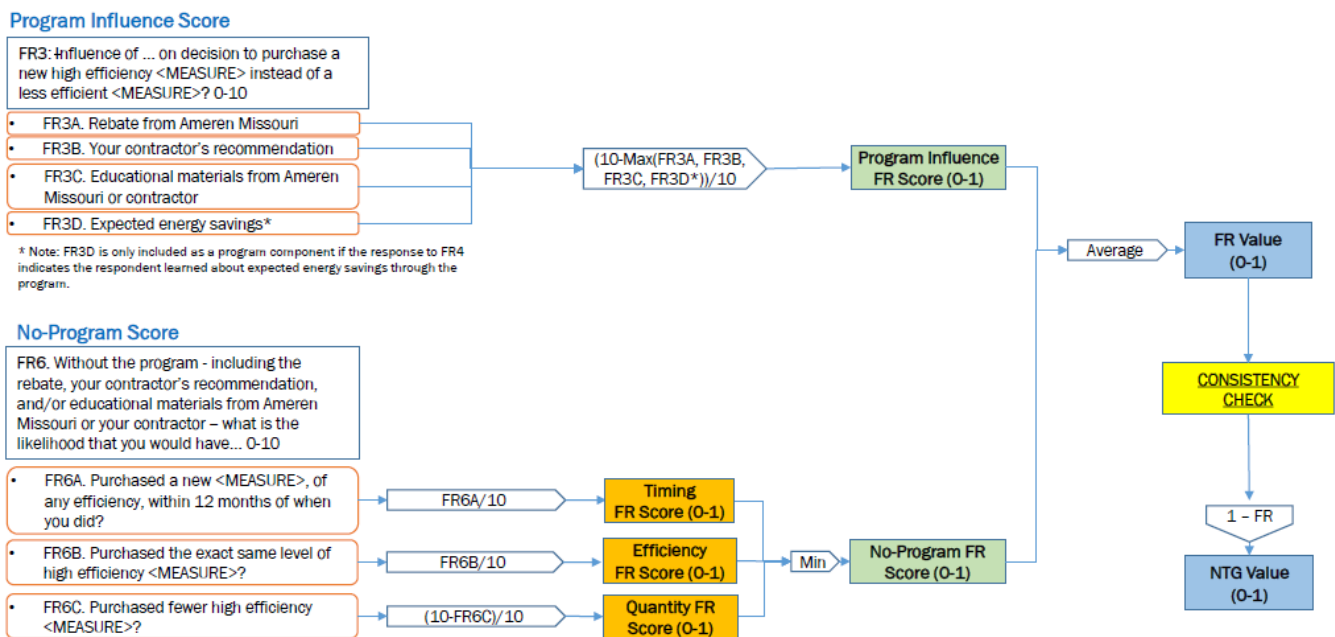 Program Influence Score
FR3: Influence of ... on decision to purchase a
new high efficiency <MEASURE> instead of a
less efficient <MEASURE>? 0-10
• FR3A. Rebate from Ameren Missouri
• FR3B. Your contractor's recommendation
• FR3C. Educational materials from Ameren
Missouri or contractor
• FR3D. Expected energy savings*
* Note: FR3D is only included as a program component if the response to FR4
indicates the respondent learned about expected energy savings through the
program.
(10-Max(FR3A, FR3B,
FR3C, FR3D*))/10
Program Influence
FR Score (0-1)
Average
FR Value
(0-1)
CONSISTENCY
CHECK
1 – FR
NTG Value
(0-1)
No-Program Score
FR6. Without the program - including the
rebate, your contractor's recommendation,
and/or educational materials from Ameren
Missouri or your contractor – what is the
likelihood that you would have... 0-10
• FR6A. Purchased a new <MEASURE>, of
any efficiency, within 12 months of when
you did?
FR6A/10
Timing
FR Score (0-1)
• FR6B. Purchased the exact same level of
high efficiency <MEASURE>?
FR6B/10
Efficiency
FR Score (0-1)
• FR6C. Purchased fewer high efficiency
<MEASURE>?
(10-FR6C)/10
Quantity FR
Score (0-1)
Min
No-Program FR
Score (0-1)